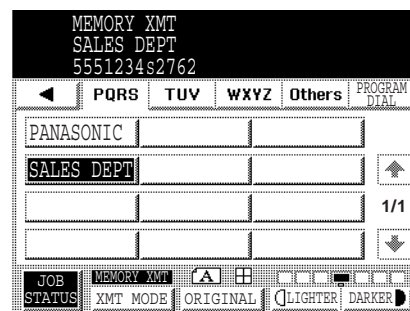 MEMORY XMT
SALES DEPT
5551234s2762
PQRS TUV WXYZ Others PROGRAM DIAL
PANASONIC
SALES DEPT
1/1
JOB STATUS
MEMORY XMT A
XMT MODE ORIGINAL LIGHTER DARKER